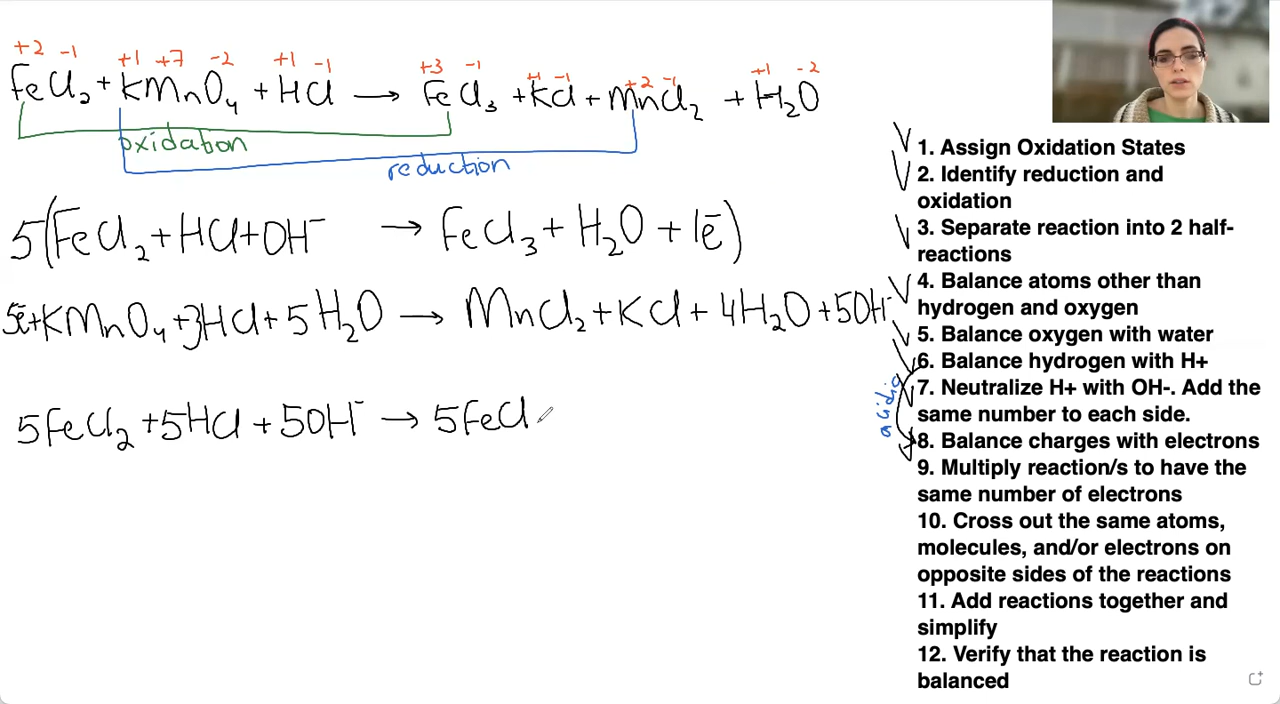 +2 -1 +1 +7 -2 +1 -1 +3 -1 +1 -1 +2 -1 +1 -2
FeCl₂ + KMnO₄ + HCl → FeCl₃ + KCl + MnCl₂ + H₂O
oxidation
reduction
5(FeCl₂ + HCl + OH⁻ → FeCl₃ + H₂O + 1e⁻)
5e⁻ + KMnO₄ + 3HCl + 5H₂O → MnCl₂ + KCl + 4H₂O + 5OH⁻
5FeCl₂ + 5HCl + 5OH⁻ → 5FeCl
acidic
1. Assign Oxidation States
2. Identify reduction and
oxidation
3. Separate reaction into 2 half-
reactions
4. Balance atoms other than
hydrogen and oxygen
5. Balance oxygen with water
6. Balance hydrogen with H+
7. Neutralize H+ with OH-. Add the
same number to each side.
8. Balance charges with electrons
9. Multiply reaction/s to have the
same number of electrons
10. Cross out the same atoms,
molecules, and/or electrons on
opposite sides of the reactions
11. Add reactions together and
simplify
12. Verify that the reaction is
balanced